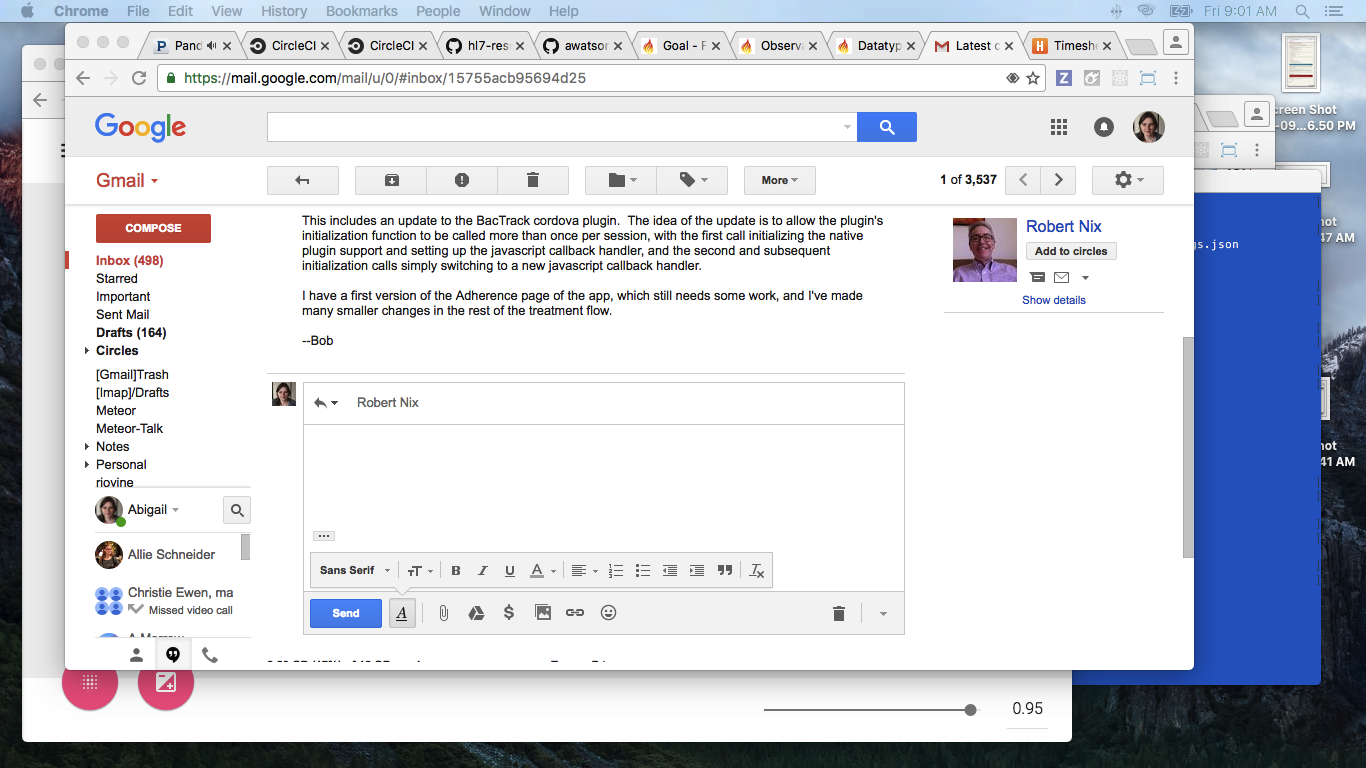 Chrome File Edit View History Bookmarks People Window Help Fri 9:01 AM
Pand CircleCI CircleCI hl7-res awatsor Goal - F Observ Datatyp Latest c Timesh
https://mail.google.com/mail/u/0/#inbox/15755acb95694d25
Google
Gmail
More
1 of 3,537
COMPOSE
Inbox (498)
Starred
Important
Sent Mail
Drafts (164)
Circles
[Gmail]Trash
[Imap]/Drafts
Meteor
Meteor-Talk
Notes
Personal
riovine
Abigail
Allie Schneider
Christie Ewen, ma
Missed video call
This includes an update to the BacTrack cordova plugin. The idea of the update is to allow the plugin's
initialization function to be called more than once per session, with the first call initializing the native
plugin support and setting up the javascript callback handler, and the second and subsequent
initialization calls simply switching to a new javascript callback handler.
I have a first version of the Adherence page of the app, which still needs some work, and I've made
many smaller changes in the rest of the treatment flow.
--Bob
Robert Nix
Sans Serif
Send
Robert Nix
Add to circles
Show details
creen Shot
-09...6.50 PM
not
47 AM
gs.json
not
41 AM
0.95